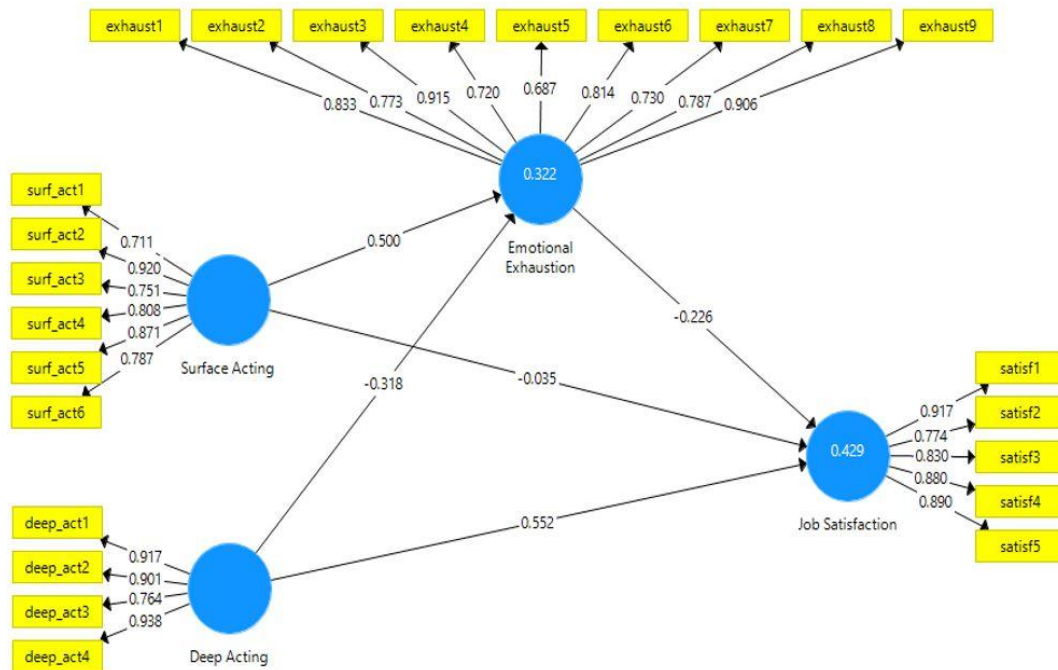 exhaust1
exhaust2
exhaust3
exhaust4
exhaust5
exhaust6
exhaust7
exhaust8
exhaust9
0.833
0.773
0.915
0.720
0.687
0.814
0.730
0.787
0.906
0.322
Emotional
Exhaustion
surf_act1
surf_act2
surf_act3
surf_act4
surf_act5
surf_act6
0.711
0.920
0.751
0.808
0.871
0.787
Surface Acting
0.500
-0.318
-0.035
-0.226
0.552
deep_act1
deep_act2
deep_act3
deep_act4
0.917
0.901
0.764
0.938
Deep Acting
0.429
Job Satisfaction
0.917
0.774
0.830
0.880
0.890
satisf1
satisf2
satisf3
satisf4
satisf5